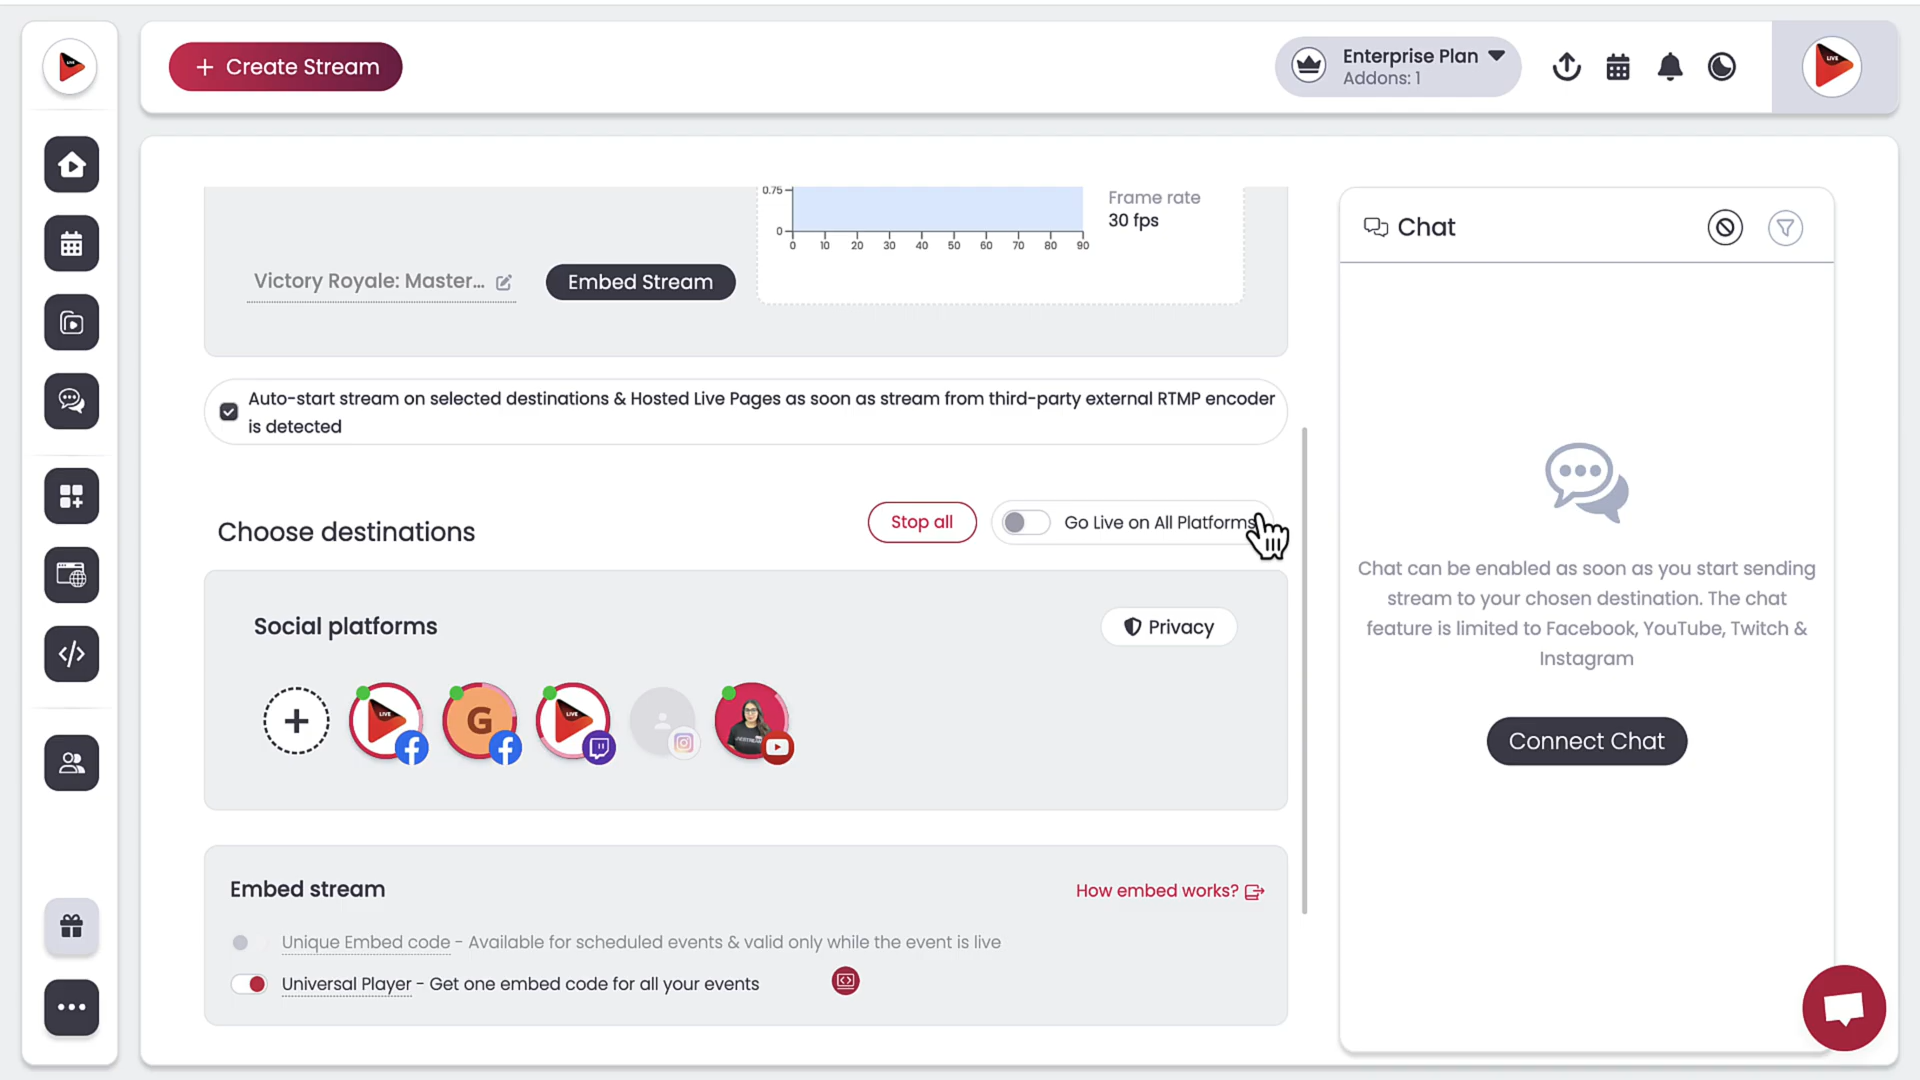 + Create Stream
Enterprise Plan
Addons: 1
LIVE
LIVE
0.75
0
0 10 20 30 40 50 60 70 80 90
Frame rate
30 fps
Victory Royale: Master...
Embed Stream
Auto-start stream on selected destinations & Hosted Live Pages as soon as stream from third-party external RTMP encoder
is detected
Choose destinations
Stop all
Go Live on All Platforms
Social platforms
Privacy
LIVE
G
LIVE
Embed stream
How embed works?
Unique Embed code - Available for scheduled events & valid only while the event is live
Universal Player - Get one embed code for all your events
Chat
Chat can be enabled as soon as you start sending
stream to your chosen destination. The chat
feature is limited to Facebook, YouTube, Twitch &
Instagram
Connect Chat